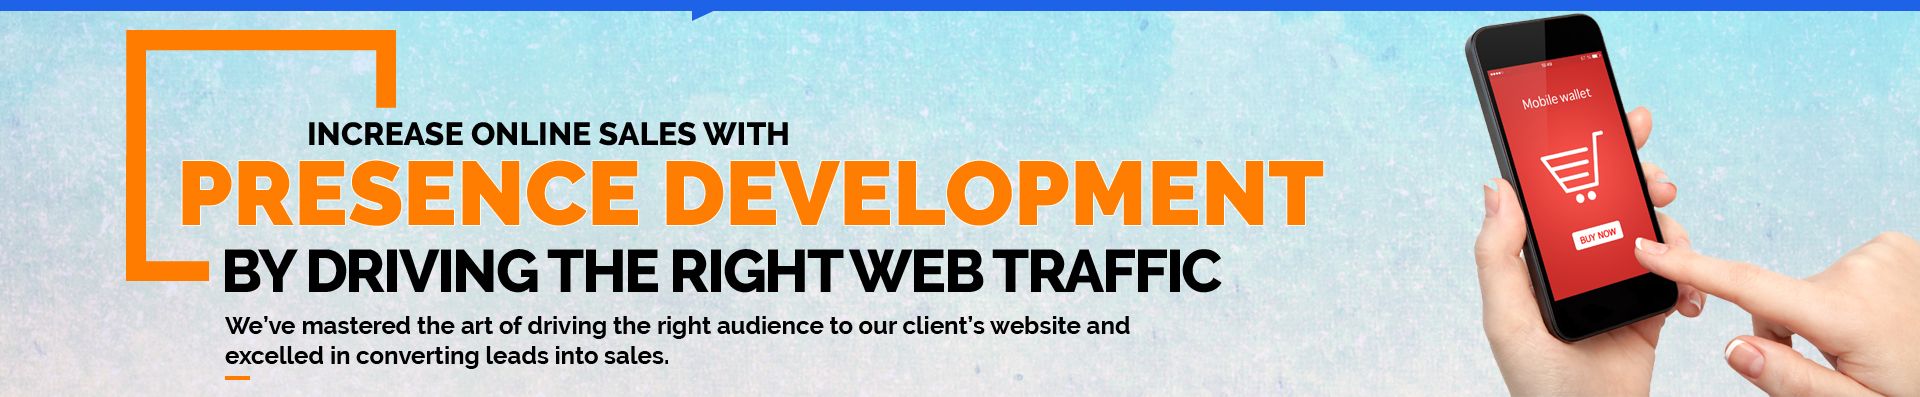 INCREASE ONLINE SALES WITH
PRESENCE DEVELOPMENT
BY DRIVING THE RIGHT WEB TRAFFIC
We’ve mastered the art of driving the right audience to our client’s website and
excelled in converting leads into sales.
Mobile wallet
BUY NOW